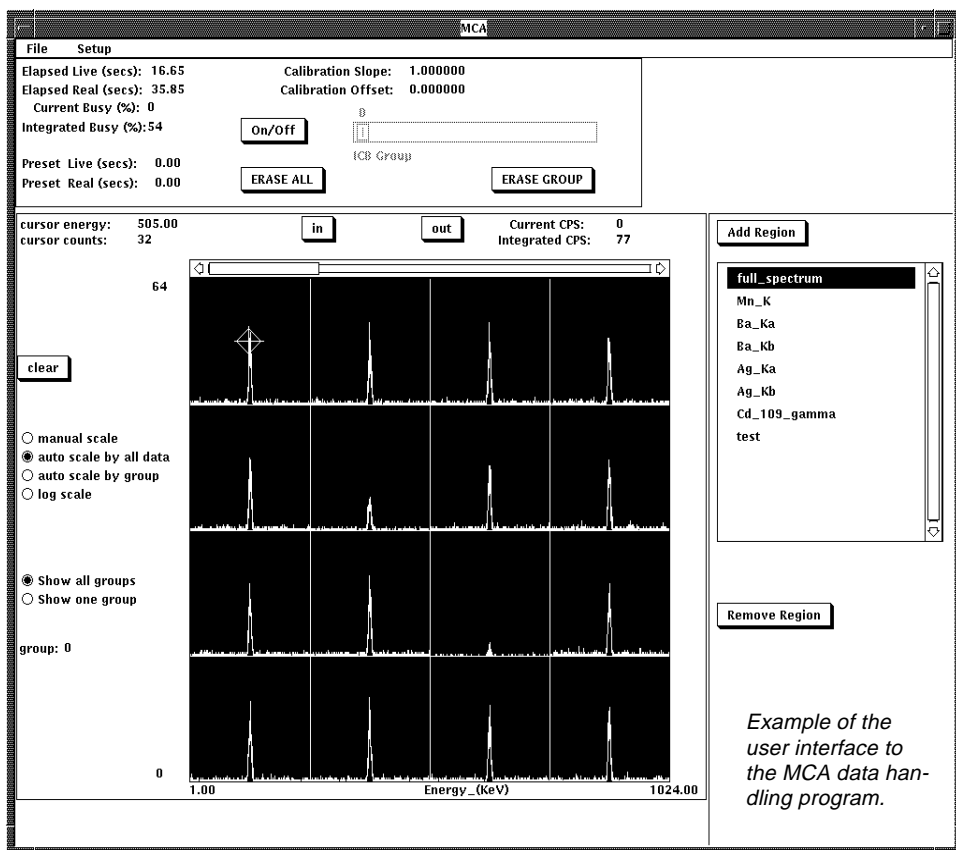 MCA
File Setup
Elapsed Live (secs): 16.65
Calibration Slope: 1.000000
Elapsed Real (secs): 35.85
Calibration Offset: 0.000000
Current Busy (%): 0
Integrated Busy (%):54
On/Off
0
ICB Group
Preset Live (secs): 0.00
Preset Real (secs): 0.00
ERASE ALL
ERASE GROUP
cursor energy: 505.00
cursor counts: 32
in
out
Current CPS: 0
Integrated CPS: 77
64
clear
manual scale
auto scale by all data
auto scale by group
log scale
Show all groups
Show one group
group: 0
0
1.00
Energy_(KeV)
1024.00
Add Region
full_spectrum
Mn_K
Ba_Ka
Ba_Kb
Ag_Ka
Ag_Kb
Cd_109_gamma
test
Remove Region
Example of the
user interface to
the MCA data han-
dling program.